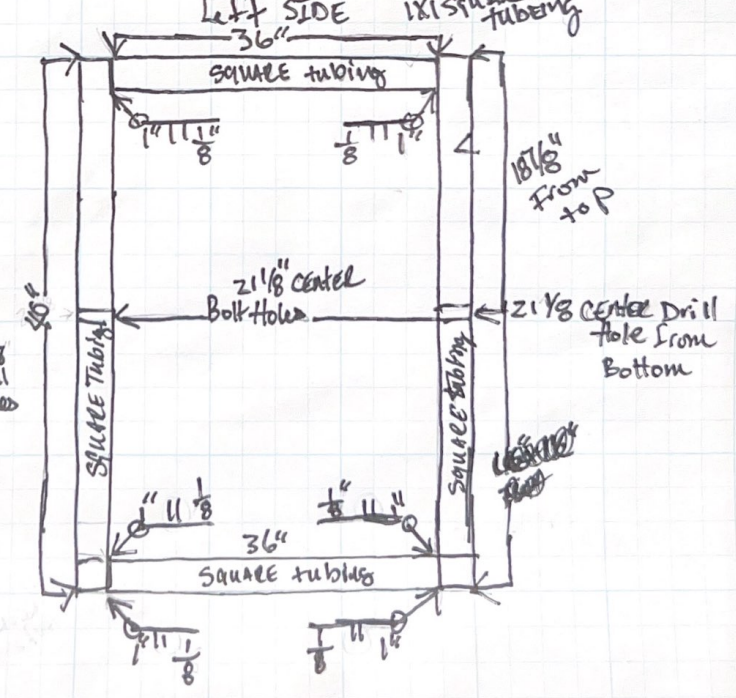 Left SIDE
1X1 Square
tubeing
36"
SQUARE tubing
1" || 1/8"
1/8 || 1"
18 7/8"
From
top
21 1/8" center
Bolt Holes
21 1/8 center Drill
Hole From
Bottom
SQUARE Tubing
SQUARE tubing
1" || 1/8
1/8" || 1"
36"
SQUARE tubing
1" || 1/8
1/8 || 1"